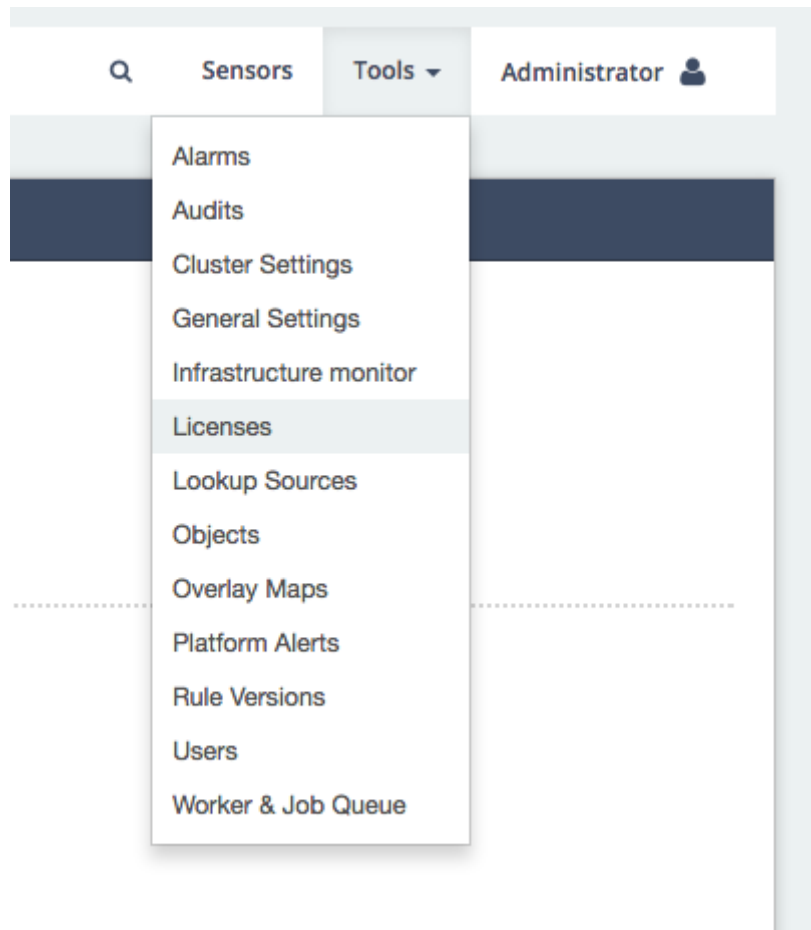 Sensors Tools Administrator
Alarms
Audits
Cluster Settings
General Settings
Infrastructure monitor
Licenses
Lookup Sources
Objects
Overlay Maps
Platform Alerts
Rule Versions
Users
Worker & Job Queue